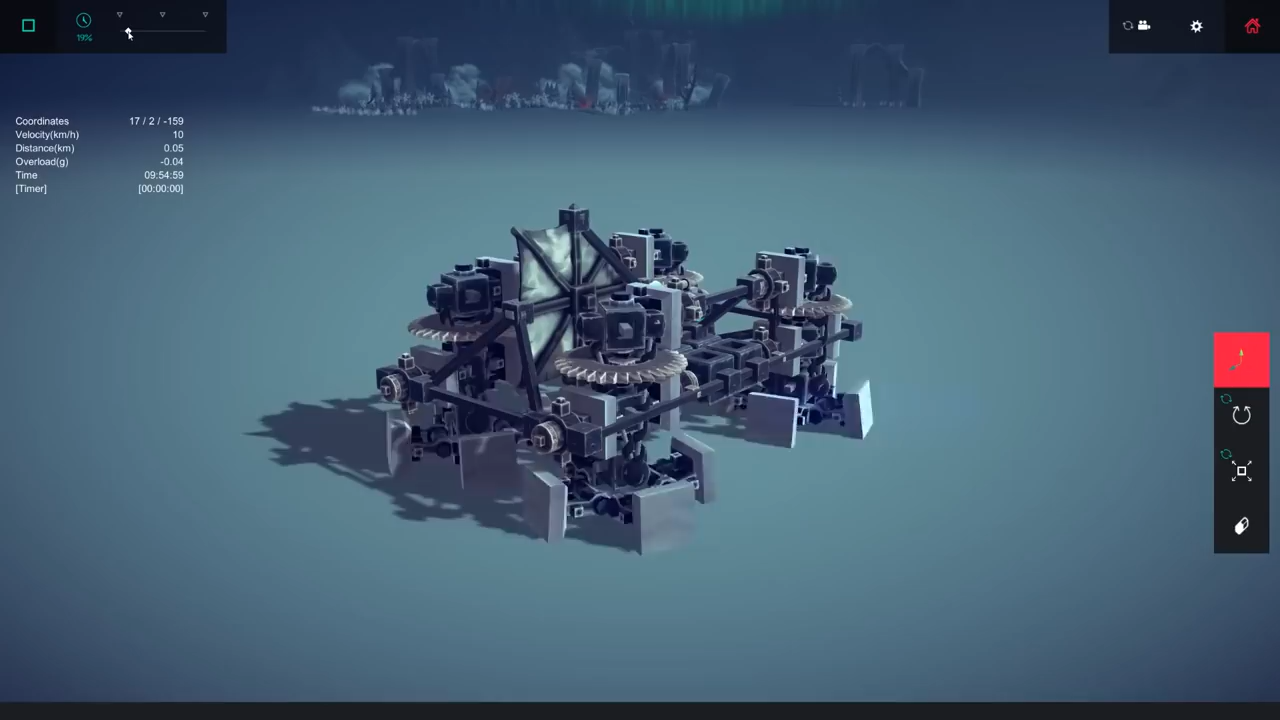 19%
Coordinates 17 / 2 / -159
Velocity(km/h) 10
Distance(km) 0.05
Overload(g) -0.04
Time 09:54:59
[Timer] [00:00:00]